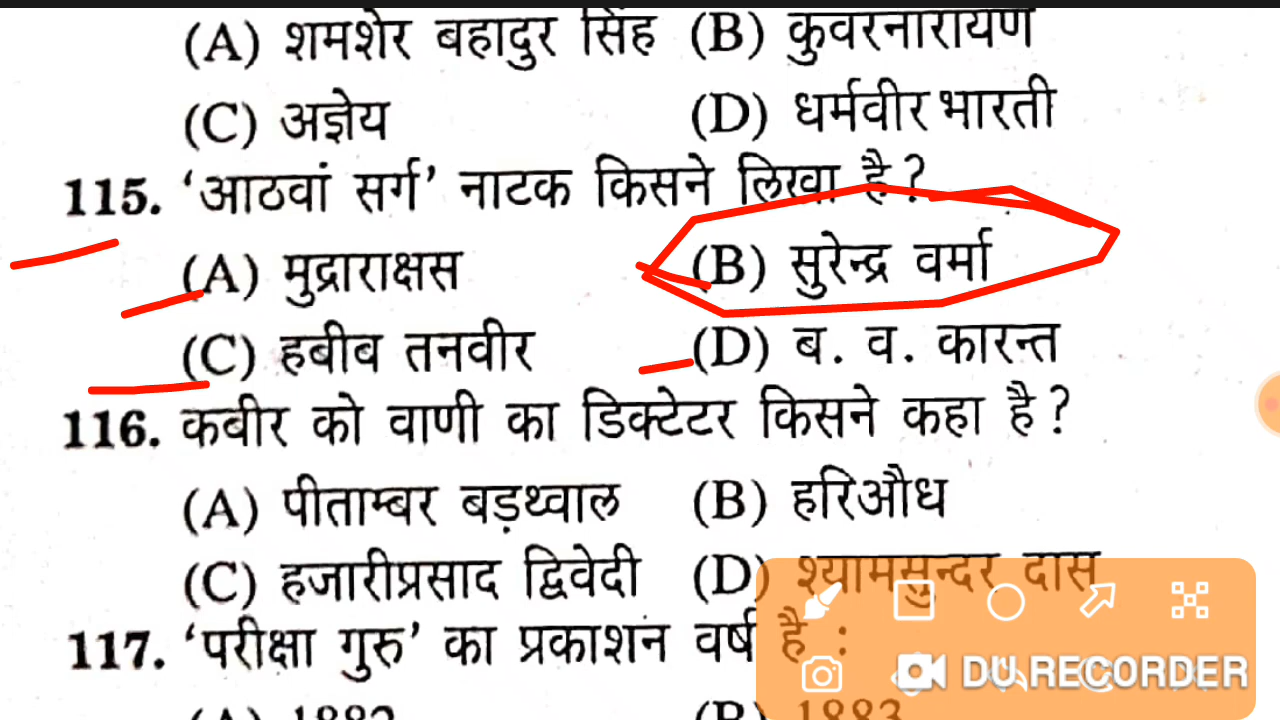 (A) शमशेर बहादुर सिंह (B) कुवरनारायण
(C) अज्ञेय (D) धर्मवीर भारती
115. ‘आठवां सर्ग’ नाटक किसने लिखा है?
(A) मुद्राराक्षस (B) सुरेन्द्र वर्मा
(C) हबीब तनवीर (D) ब. व. कारन्त
116. कबीर को वाणी का डिक्टेटर किसने कहा है?
(A) पीताम्बर बड़थ्वाल (B) हरिऔध
(C) हजारीप्रसाद द्विवेदी (D) श्यामसुन्दर दास
117. ‘परीक्षा गुरु’ का प्रकाशन वर्ष है :
(A) 1882 (B) 1883
DU RECORDER